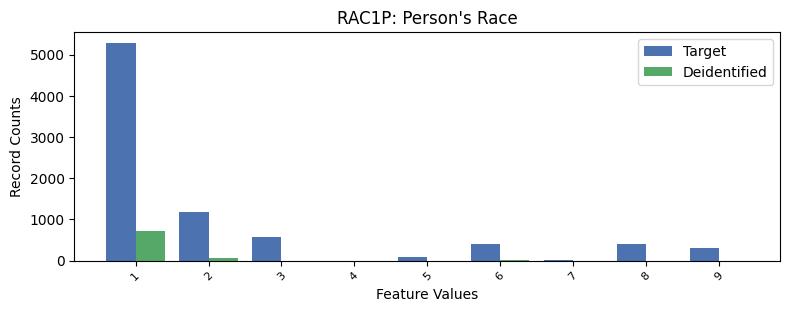 RAC1P: Person's Race
Target
Deidentified
Record Counts
5000
4000
3000
2000
1000
0
1 2 3 4 5 6 7 8 9
Feature Values